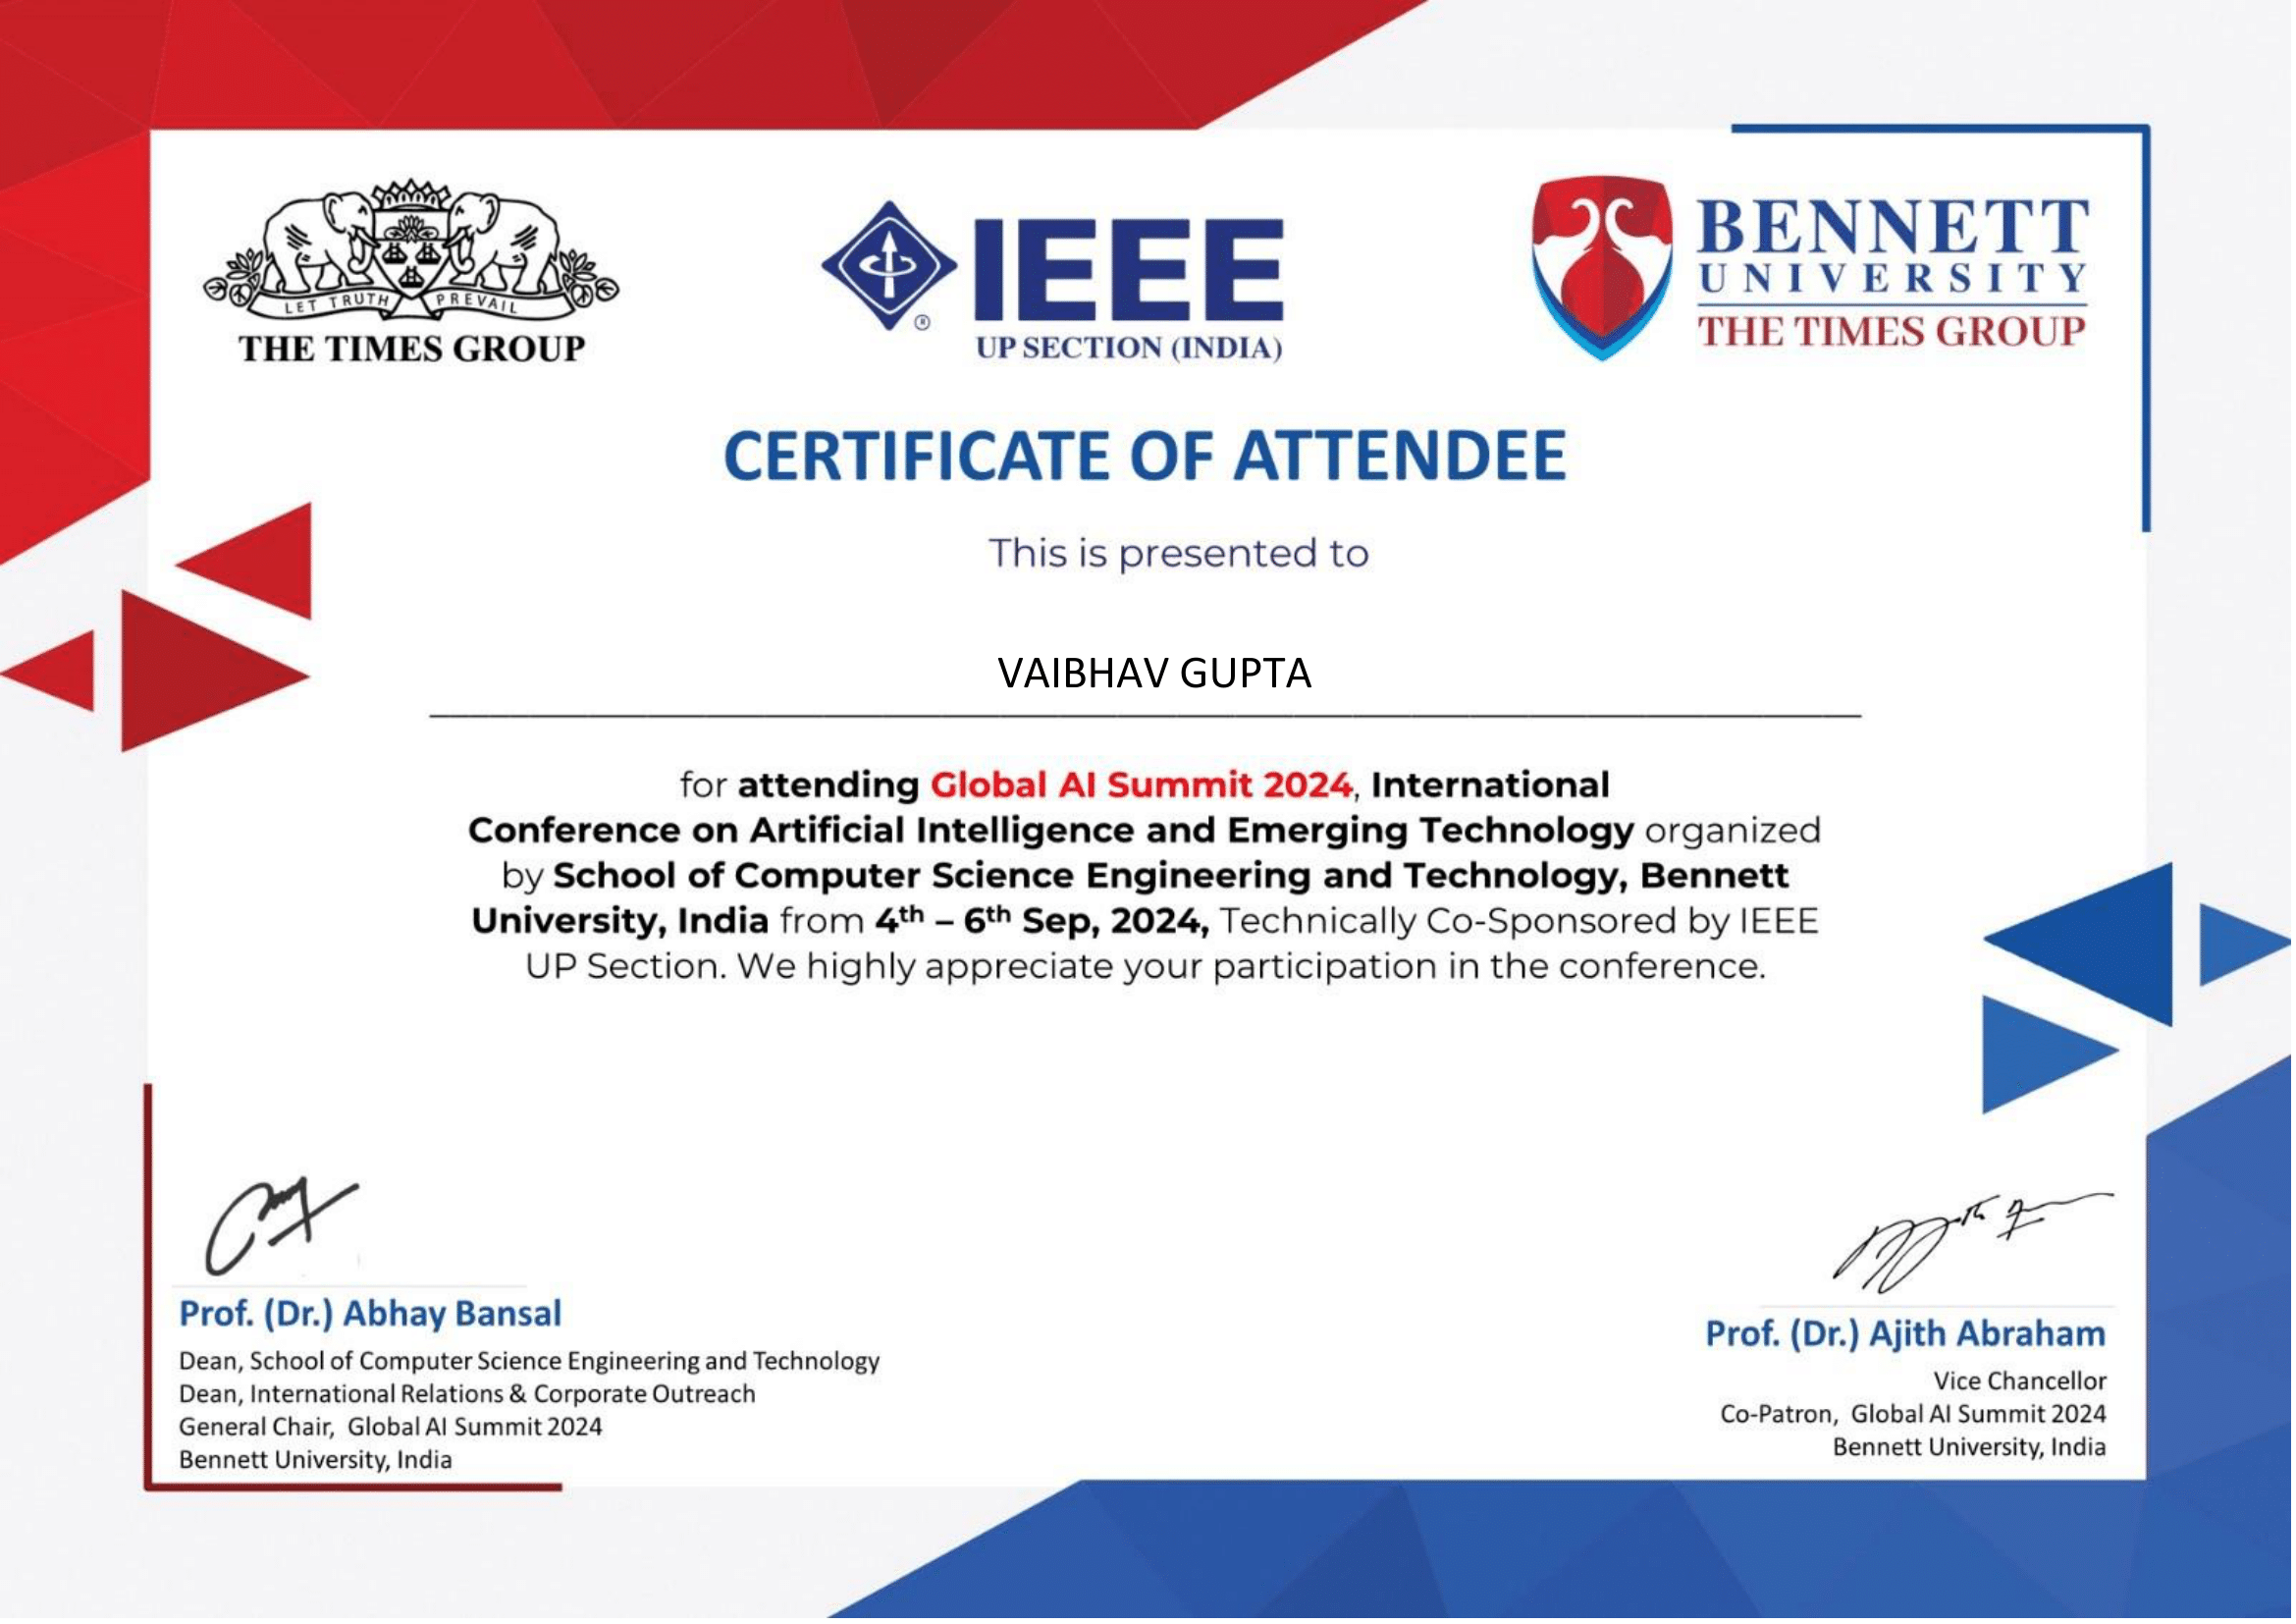 LET TRUTH PREVAIL
THE TIMES GROUP
® IEEE
UP SECTION (INDIA)
BENNETT
UNIVERSITY
THE TIMES GROUP
CERTIFICATE OF ATTENDEE
This is presented to
VAIBHAV GUPTA
for attending Global AI Summit 2024, International
Conference on Artificial Intelligence and Emerging Technology organized
by School of Computer Science Engineering and Technology, Bennett
University, India from 4th – 6th Sep, 2024, Technically Co-Sponsored by IEEE
UP Section. We highly appreciate your participation in the conference.
Prof. (Dr.) Abhay Bansal
Dean, School of Computer Science Engineering and Technology
Dean, International Relations & Corporate Outreach
General Chair, Global AI Summit 2024
Bennett University, India
Prof. (Dr.) Ajith Abraham
Vice Chancellor
Co-Patron, Global AI Summit 2024
Bennett University, India